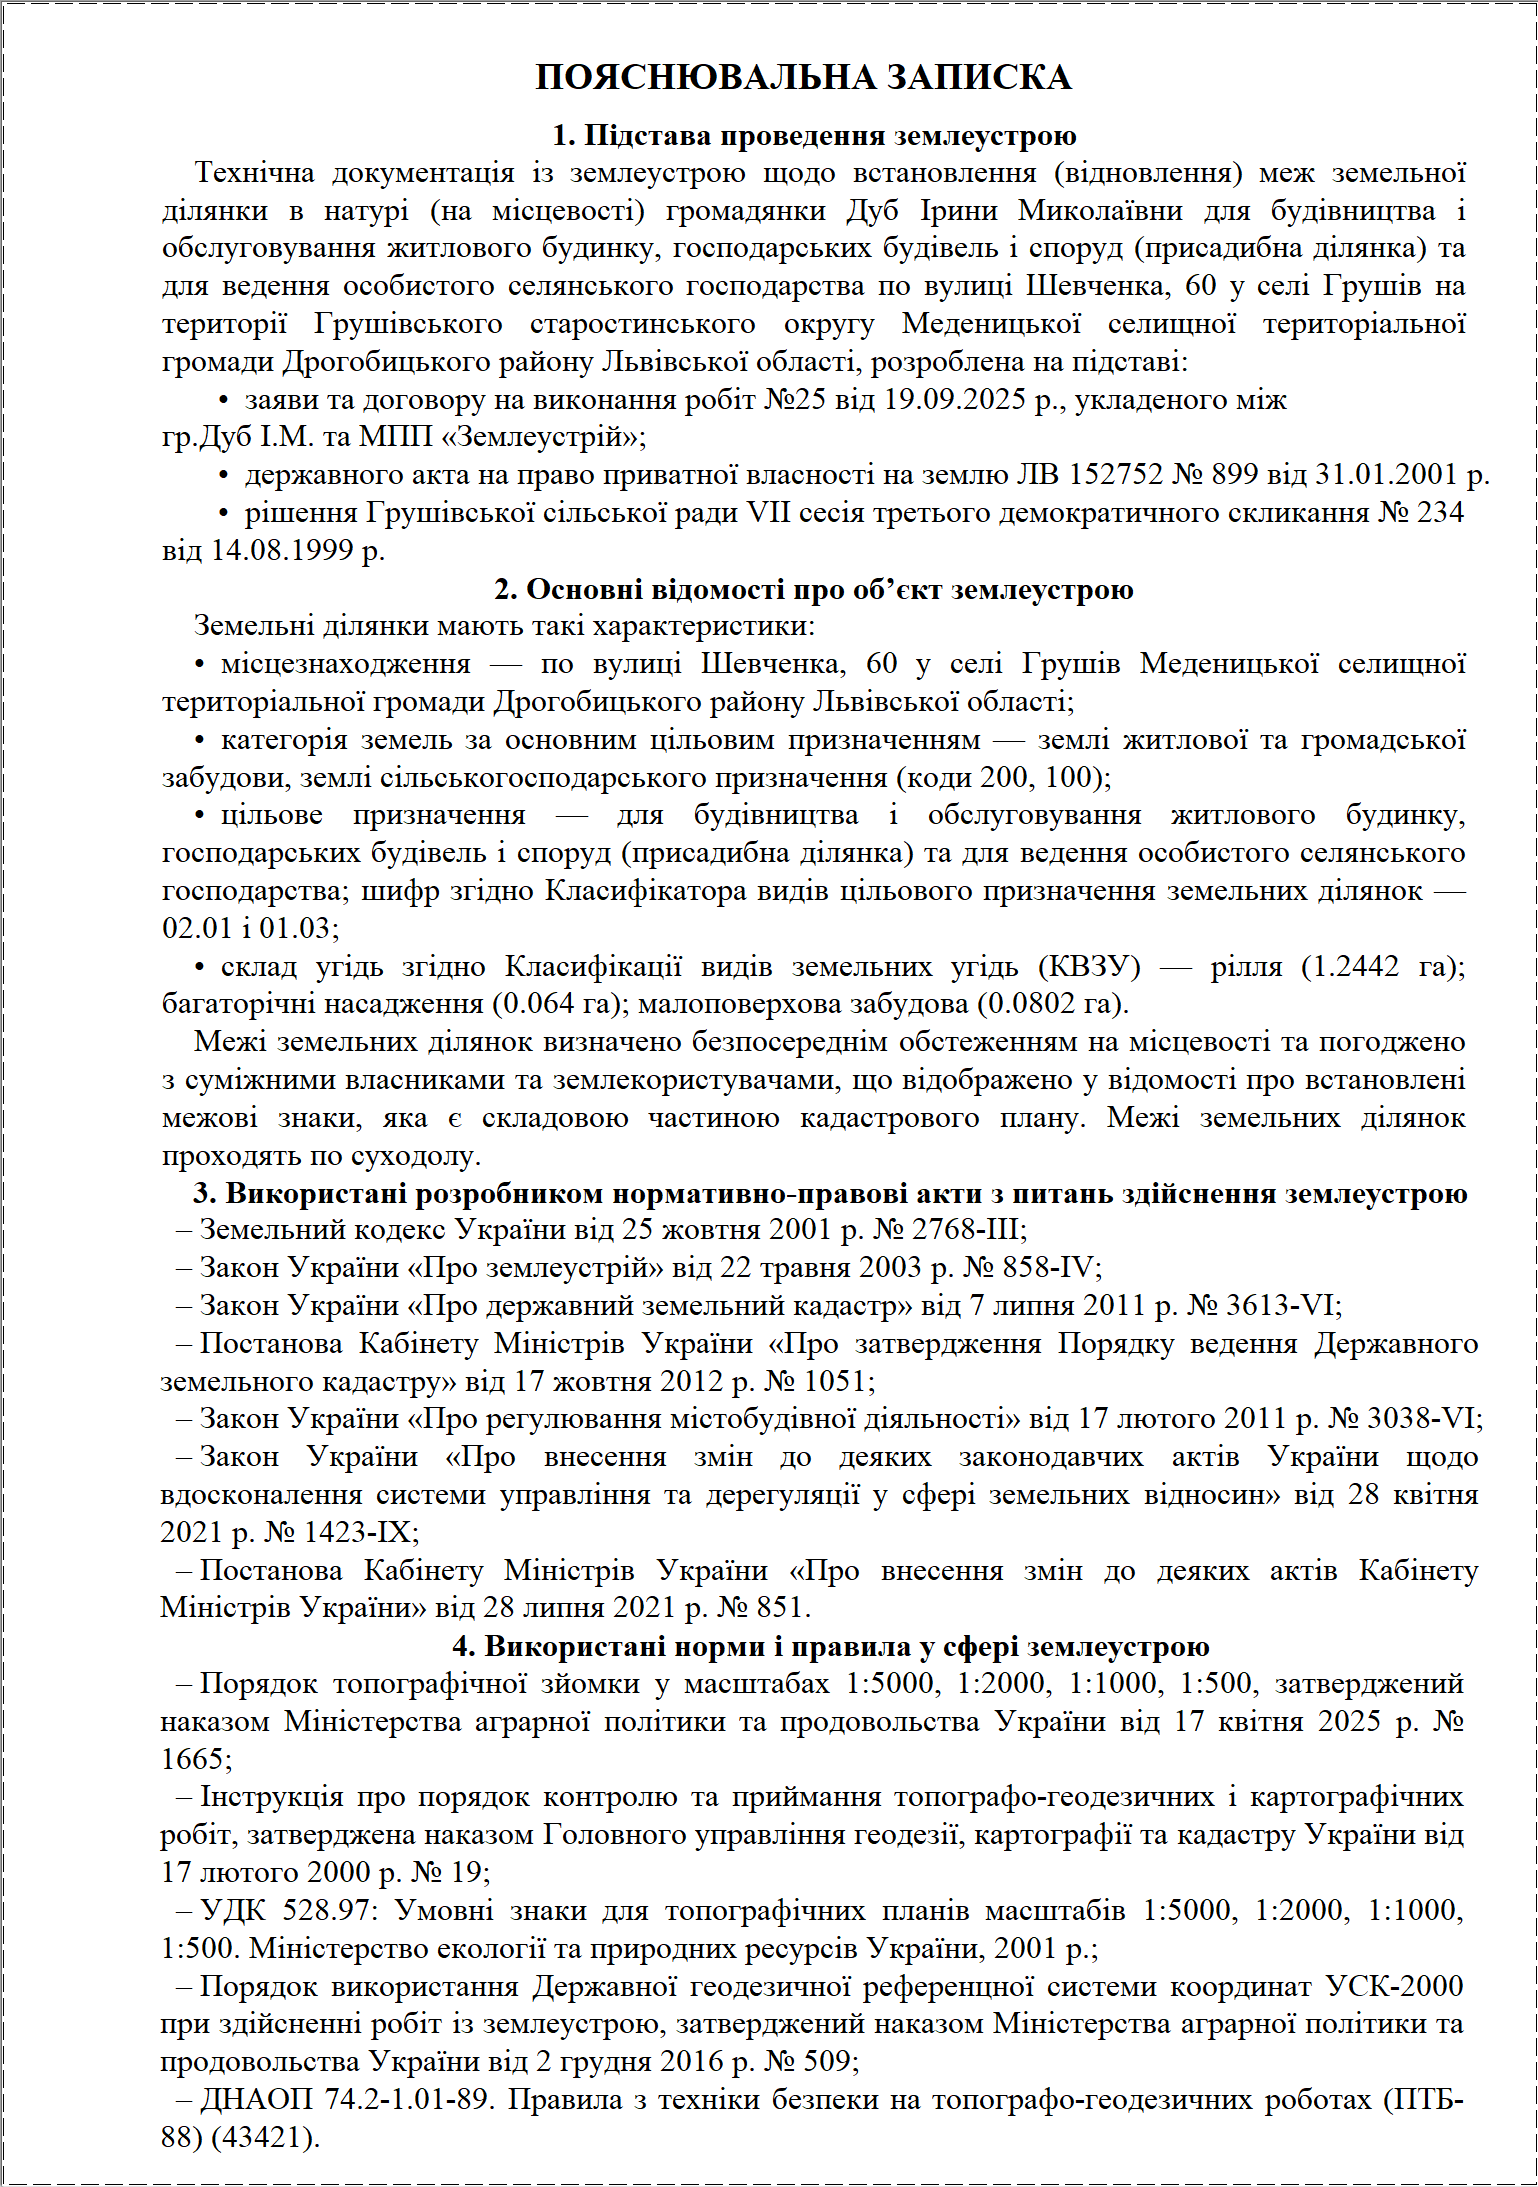 ПОЯСНЮВАЛЬНА ЗАПИСКА
1. Підстава проведення землеустрою
Технічна документація із землеустрою щодо встановлення (відновлення) меж земельної
ділянки в натурі (на місцевості) громадянки Дуб Ірини Миколаївни для будівництва і
обслуговування житлового будинку, господарських будівель і споруд (присадибна ділянка) та
для ведення особистого селянського господарства по вулиці Шевченка, 60 у селі Грушів на
території Грушівського старостинського округу Меденицької селищної територіальної
громади Дрогобицького району Львівської області, розроблена на підставі:
• заяви та договору на виконання робіт №25 від 19.09.2025 р., укладеного між
гр.Дуб І.М. та МПП «Землеустрій»;
• державного акта на право приватної власності на землю ЛВ 152752 № 899 від 31.01.2001 р.
• рішення Грушівської сільської ради VII сесія третього демократичного скликання № 234
від 14.08.1999 р.
2. Основні відомості про об’єкт землеустрою
Земельні ділянки мають такі характеристики:
• місцезнаходження — по вулиці Шевченка, 60 у селі Грушів Меденицької селищної
територіальної громади Дрогобицького району Львівської області;
• категорія земель за основним цільовим призначенням — землі житлової та громадської
забудови, землі сільськогосподарського призначення (коди 200, 100);
• цільове призначення — для будівництва і обслуговування житлового будинку,
господарських будівель і споруд (присадибна ділянка) та для ведення особистого селянського
господарства; шифр згідно Класифікатора видів цільового призначення земельних ділянок —
02.01 і 01.03;
• склад угідь згідно Класифікації видів земельних угідь (КВЗУ) — рілля (1.2442 га);
багаторічні насадження (0.064 га); малоповерхова забудова (0.0802 га).
Межі земельних ділянок визначено безпосереднім обстеженням на місцевості та погоджено
з суміжними власниками та землекористувачами, що відображено у відомості про встановлені
межові знаки, яка є складовою частиною кадастрового плану. Межі земельних ділянок
проходять по суходолу.
3. Використані розробником нормативно-правові акти з питань здійснення землеустрою
– Земельний кодекс України від 25 жовтня 2001 р. № 2768-III;
– Закон України «Про землеустрій» від 22 травня 2003 р. № 858-IV;
– Закон України «Про державний земельний кадастр» від 7 липня 2011 р. № 3613-VI;
– Постанова Кабінету Міністрів України «Про затвердження Порядку ведення Державного
земельного кадастру» від 17 жовтня 2012 р. № 1051;
– Закон України «Про регулювання містобудівної діяльності» від 17 лютого 2011 р. № 3038-VI;
– Закон України «Про внесення змін до деяких законодавчих актів України щодо
вдосконалення системи управління та дерегуляції у сфері земельних відносин» від 28 квітня
2021 р. № 1423-IX;
– Постанова Кабінету Міністрів України «Про внесення змін до деяких актів Кабінету
Міністрів України» від 28 липня 2021 р. № 851.
4. Використані норми і правила у сфері землеустрою
– Порядок топографічної зйомки у масштабах 1:5000, 1:2000, 1:1000, 1:500, затверджений
наказом Міністерства аграрної політики та продовольства України від 17 квітня 2025 р. №
1665;
– Інструкція про порядок контролю та приймання топографо-геодезичних і картографічних
робіт, затверджена наказом Головного управління геодезії, картографії та кадастру України від
17 лютого 2000 р. № 19;
– УДК 528.97: Умовні знаки для топографічних планів масштабів 1:5000, 1:2000, 1:1000,
1:500. Міністерство екології та природних ресурсів України, 2001 р.;
– Порядок використання Державної геодезичної референцної системи координат УСК-2000
при здійсненні робіт із землеустрою, затверджений наказом Міністерства аграрної політики та
продовольства України від 2 грудня 2016 р. № 509;
– ДНАОП 74.2-1.01-89. Правила з техніки безпеки на топографо-геодезичних роботах (ПТБ-
88) (43421).